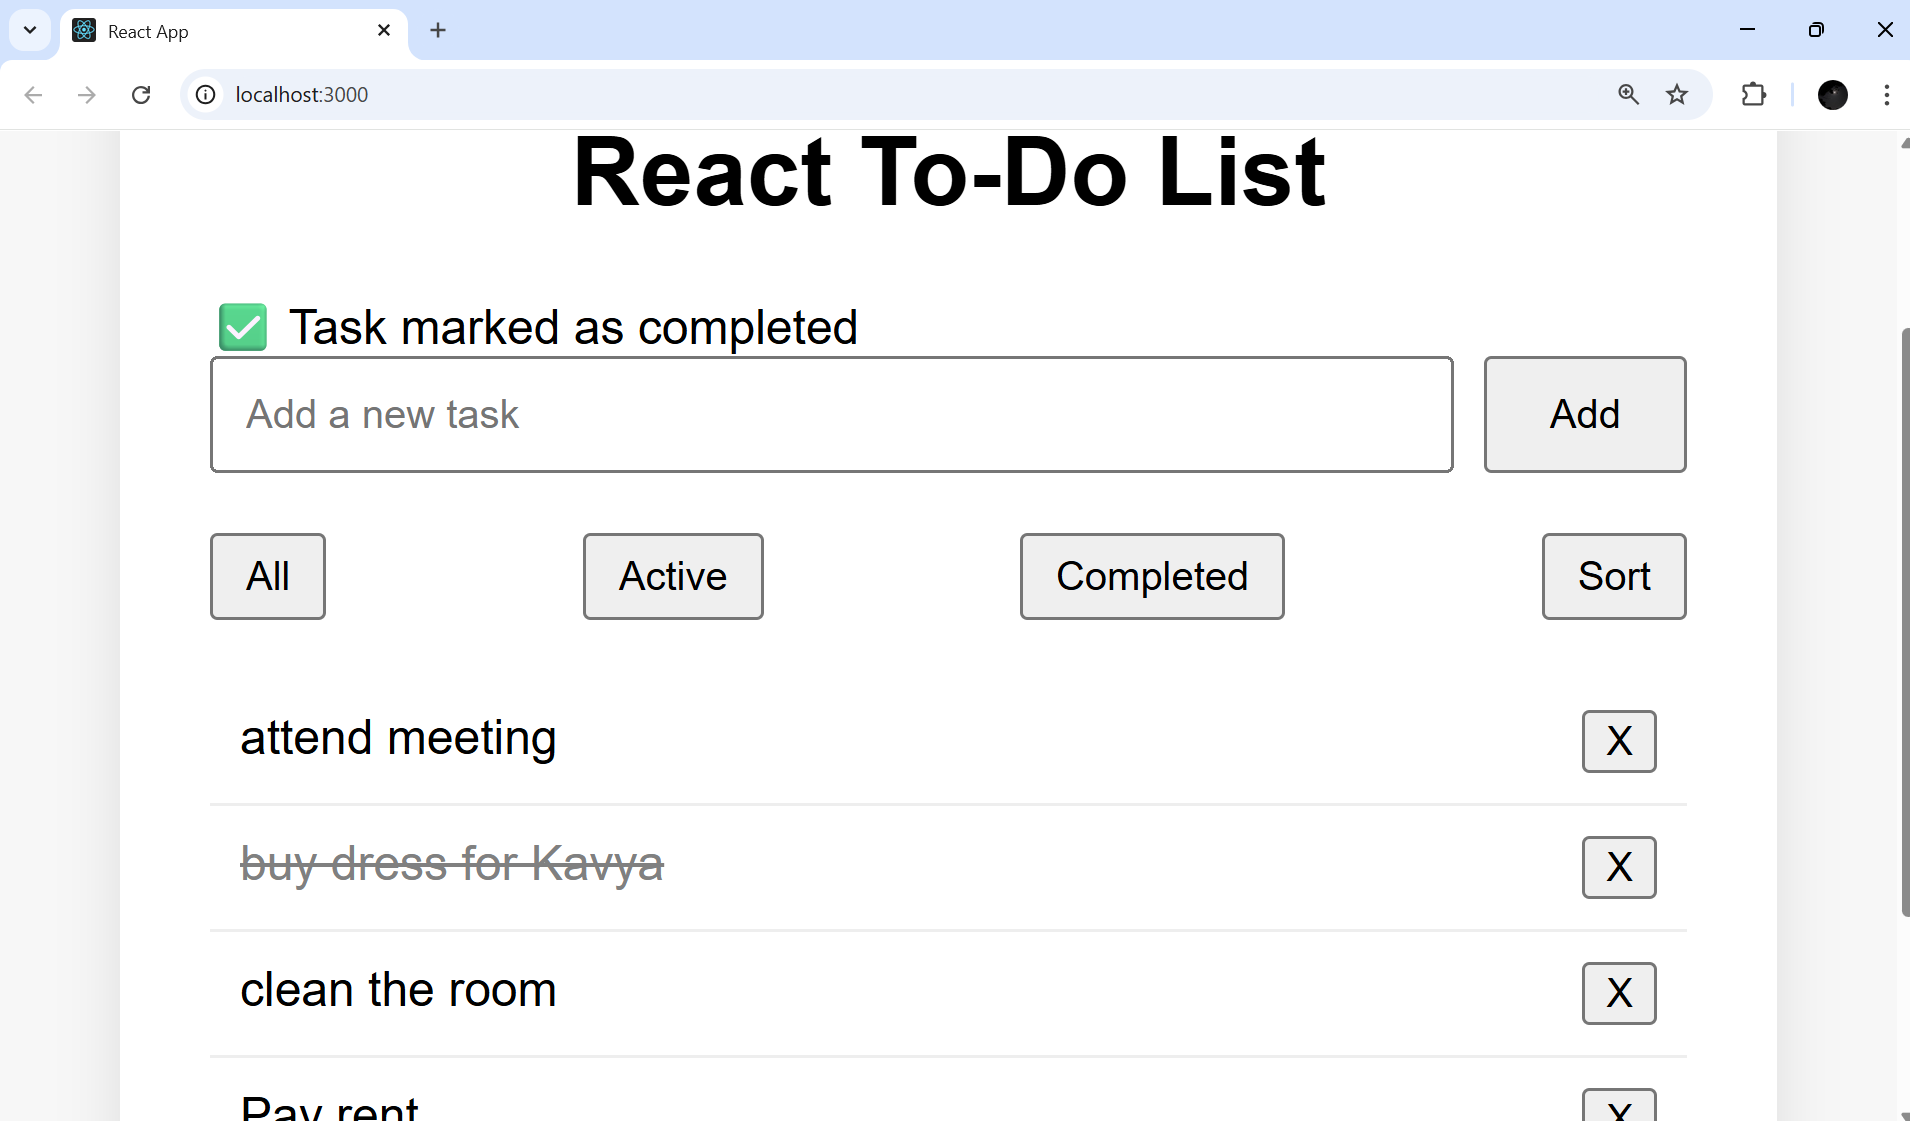 React App
localhost:3000
React To-Do List
✅ Task marked as completed
Add a new task Add
All Active Completed Sort
attend meeting X
buy dress for Kavya X
clean the room X
Pay rent X